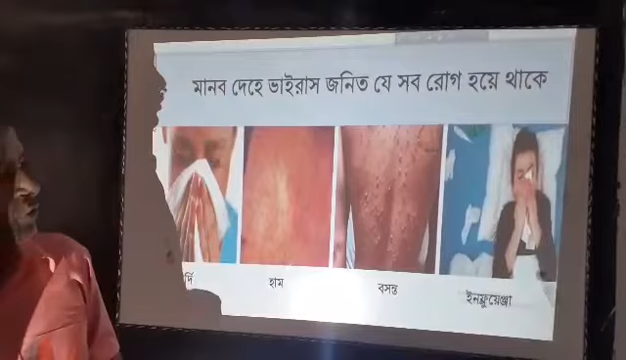 মানব দেহে ভাইরাস জনিত যে সব রোগ হয়ে থাকে
র্দি
হাম
বসন্ত
ইনফ্লুয়েঞ্জা